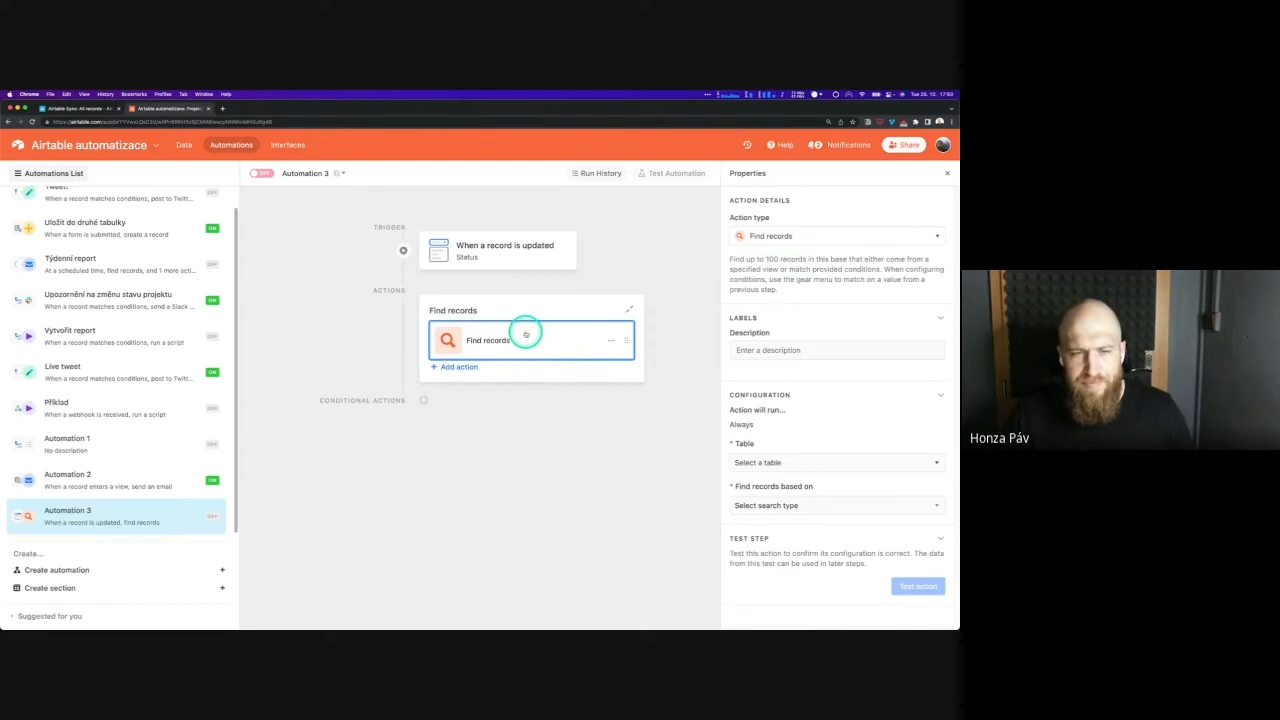 Chrome File Edit View History Bookmarks Profiles Tab Window Help
Tue 25. 10. 17:50
Airtable Sync: All records - Air
Airtable automatizace: Projekt
Airtable automatizace
Data
Automations
Interfaces
Help
Notifications
Share
Automations List
OFF
Automation 3
Run History
Test Automation
Properties
Tweet!
When a record matches conditions, post to Twitt...
OFF
Uložit do druhé tabulky
When a form is submitted, create a record
ON
Týdenní report
At a scheduled time, find records, and 1 more acti...
OFF
Upozornění na změnu stavu projektu
When a record matches conditions, send a Slack ...
ON
Vytvořit report
When a record matches conditions, run a script
OFF
Live tweet
When a record matches conditions, post to Twitt...
ON
Příklad
When a webhook is received, run a script
OFF
Automation 1
No description
OFF
Automation 2
When a record enters a view, send an email
ON
Automation 3
When a record is updated, find records
OFF
Create...
Create automation
Create section
Suggested for you
TRIGGER
When a record is updated
Status
ACTIONS
Find records
Find records
Add action
CONDITIONAL ACTIONS
ACTION DETAILS
Action type
Find records
Find up to 100 records in this base that either come from a
specified view or match provided conditions. When configuring
conditions, use the gear menu to match on a value from a
previous step.
LABELS
Description
Enter a description
CONFIGURATION
Action will run...
Always
* Table
Select a table
* Find records based on
Select search type
TEST STEP
Test this action to confirm its configuration is correct. The data
from this test can be used in later steps.
Test action
Honza Páv